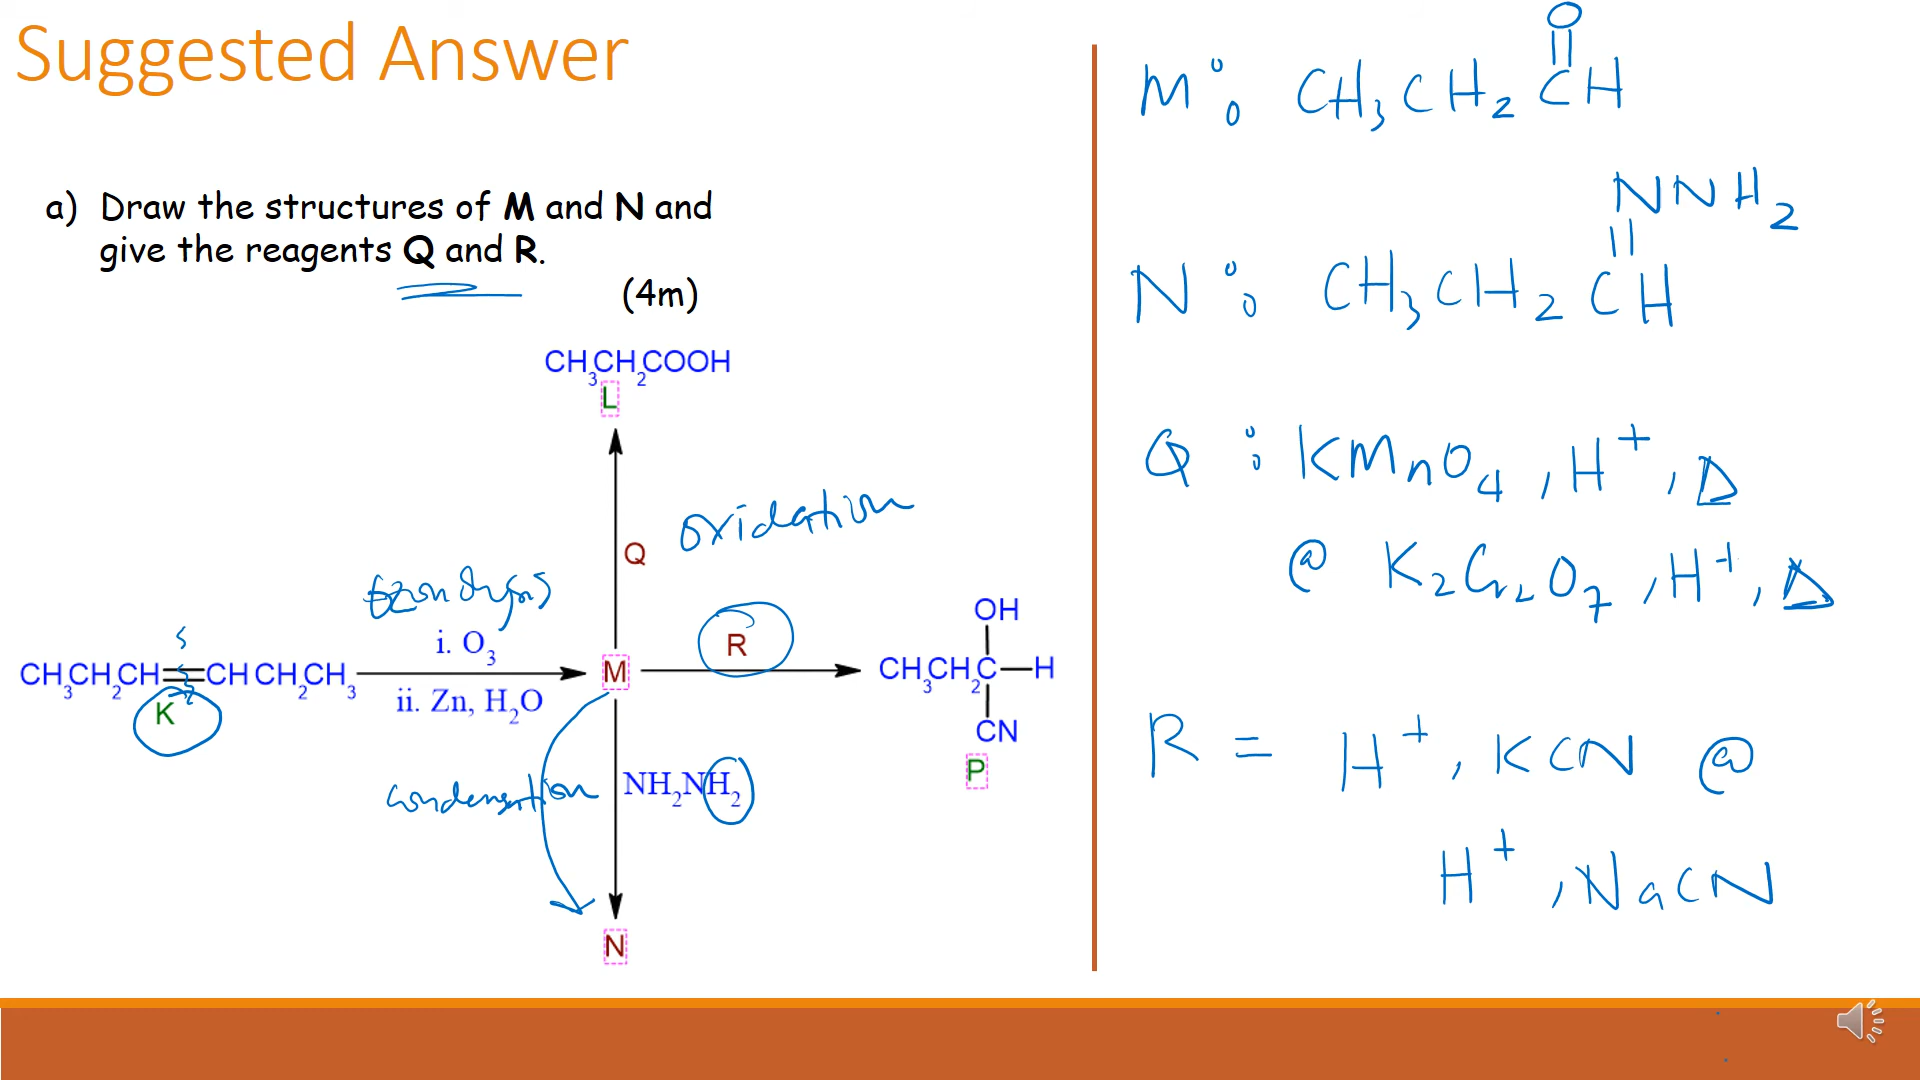 Suggested Answer
a) Draw the structures of M and N and
give the reagents Q and R.
(4m)
CH3CH2COOH
L
Q
oxidation
ozonolysis
i. O3
CH3CH2CH=CHCH2CH3
K
ii. Zn, H2O
M
R
OH
CH3CH2C—H
CN
P
condensation
NH2NH2
N
M: CH3CH2CH
O
NNH2
N: CH3CH2CH
Q: KMnO4, H+, Δ
@ K2Cr2O7, H+, Δ
R = H+, KCN @
H+, NaCN